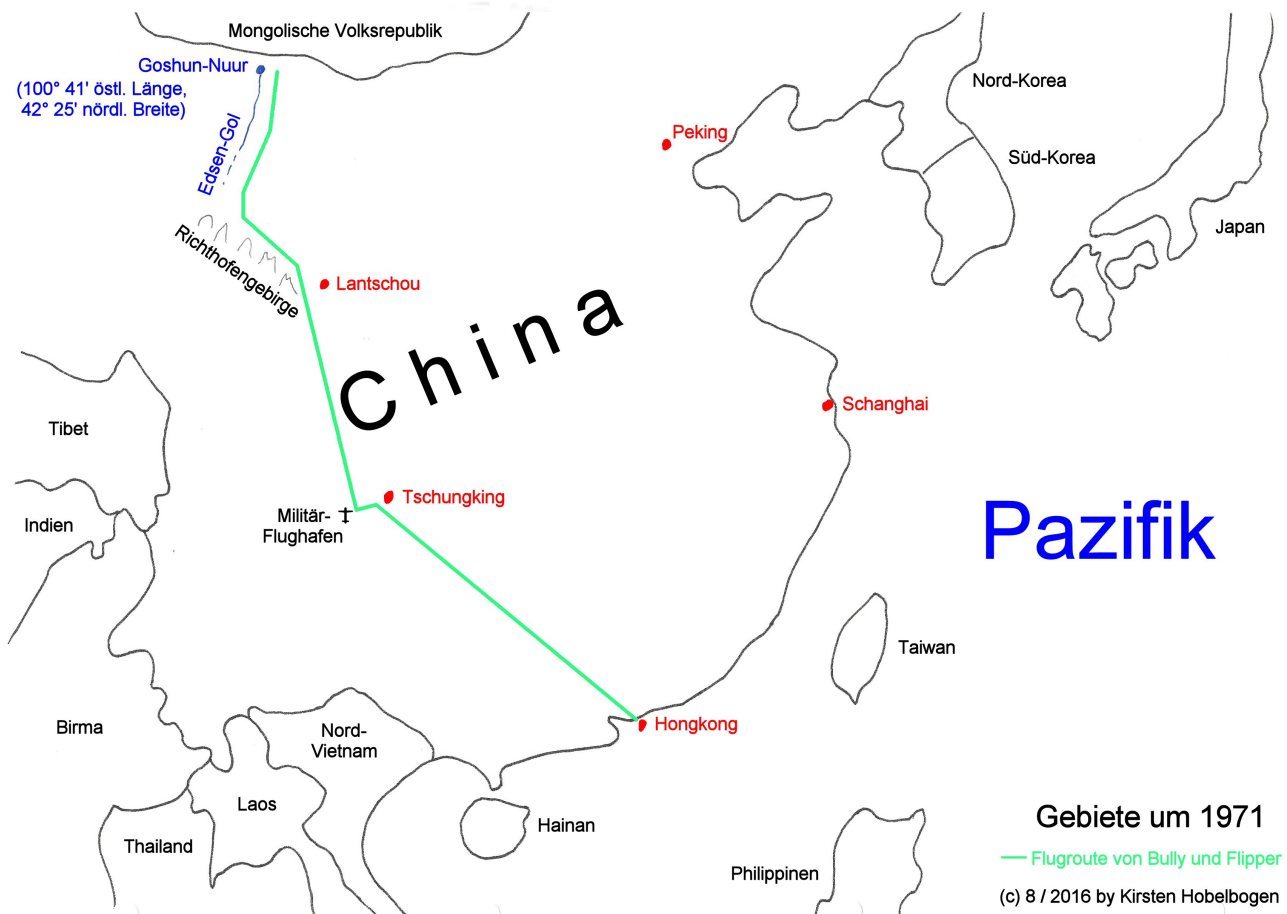 Mongolische Volksrepublik
Goshun-Nuur
(100° 41' östl. Länge,
42° 25' nördl. Breite)
Edsen-Gol
Richthofengebirge
Lantschou
Peking
Nord-Korea
Süd-Korea
Japan
China
Schanghai
Tibet
Indien
Tschungking
Militär-
Flughafen
Pazifik
Taiwan
Birma
Nord-
Vietnam
Hongkong
Laos
Hainan
Thailand
Philippinen
Gebiete um 1971
Flugroute von Bully und Flipper
(c) 8 / 2016 by Kirsten Hobelbogen